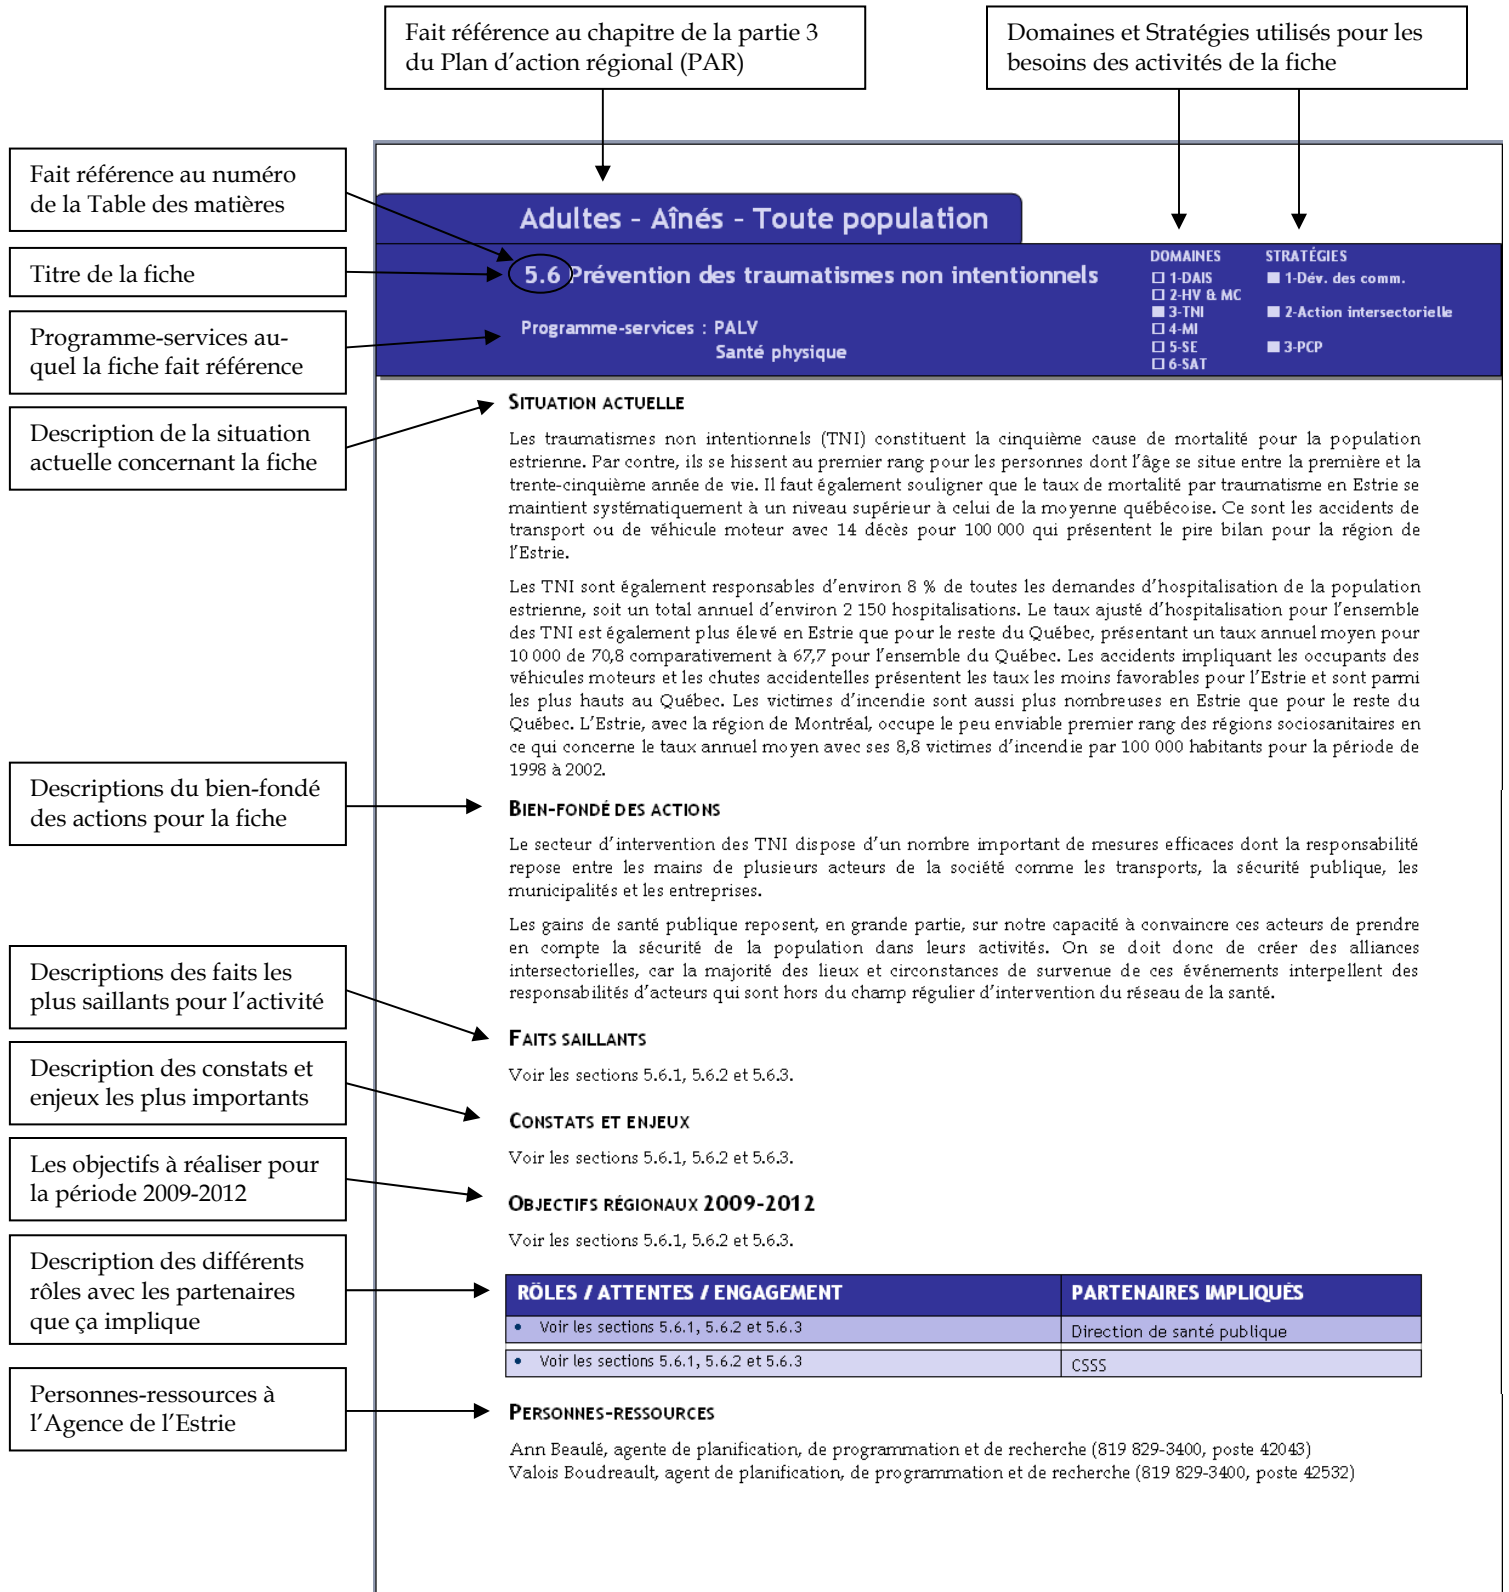 Fait référence au chapitre de la partie 3
du Plan d’action régional (PAR)
Domaines et Stratégies utilisés pour les
besoins des activités de la fiche
Fait référence au numéro
de la Table des matières
Titre de la fiche
Programme-services au-
quel la fiche fait référence
Description de la situation
actuelle concernant la fiche
Descriptions du bien-fondé
des actions pour la fiche
Descriptions des faits les
plus saillants pour l’activité
Description des constats et
enjeux les plus importants
Les objectifs à réaliser pour
la période 2009-2012
Description des différents
rôles avec les partenaires
que ça implique
Personnes-ressources à
l’Agence de l’Estrie
Adultes - Aînés - Toute population
5.6 Prévention des traumatismes non intentionnels
Programme-services : PALV
Santé physique
DOMAINES
☐ 1-DAIS
☐ 2-HV & MC
■ 3-TNI
☐ 4-MI
☐ 5-SE
☐ 6-SAT
STRATÉGIES
■ 1-Dév. des comm.
■ 2-Action intersectorielle
■ 3-PCP
SITUATION ACTUELLE
Les traumatismes non intentionnels (TNI) constituent la cinquième cause de mortalité pour la population
estrienne. Par contre, ils se hissent au premier rang pour les personnes dont l’âge se situe entre la première et la
trente-cinquième année de vie. Il faut également souligner que le taux de mortalité par traumatisme en Estrie se
maintient systématiquement à un niveau supérieur à celui de la moyenne québécoise. Ce sont les accidents de
transport ou de véhicule moteur avec 14 décès pour 100 000 qui présentent le pire bilan pour la région de
l’Estrie.
Les TNI sont également responsables d’environ 8 % de toutes les demandes d’hospitalisation de la population
estrienne, soit un total annuel d’environ 2 150 hospitalisations. Le taux ajusté d’hospitalisation pour l’ensemble
des TNI est également plus élevé en Estrie que pour le reste du Québec, présentant un taux annuel moyen pour
10 000 de 70,8 comparativement à 67,7 pour l’ensemble du Québec. Les accidents impliquant les occupants des
véhicules moteurs et les chutes accidentelles présentent les taux les moins favorables pour l’Estrie et sont parmi
les plus hauts au Québec. Les victimes d’incendie sont aussi plus nombreuses en Estrie que pour le reste du
Québec. L’Estrie, avec la région de Montréal, occupe le peu enviable premier rang des régions sociosanitaires en
ce qui concerne le taux annuel moyen avec ses 8,8 victimes d’incendie par 100 000 habitants pour la période de
1998 à 2002.
BIEN-FONDÉ DES ACTIONS
Le secteur d’intervention des TNI dispose d’un nombre important de mesures efficaces dont la responsabilité
repose entre les mains de plusieurs acteurs de la société comme les transports, la sécurité publique, les
municipalités et les entreprises.
Les gains de santé publique reposent, en grande partie, sur notre capacité à convaincre ces acteurs de prendre
en compte la sécurité de la population dans leurs activités. On se doit donc de créer des alliances
intersectorielles, car la majorité des lieux et circonstances de survenue de ces événements interpellent des
responsabilités d’acteurs qui sont hors du champ régulier d’intervention du réseau de la santé.
FAITS SAILLANTS
Voir les sections 5.6.1, 5.6.2 et 5.6.3.
CONSTATS ET ENJEUX
Voir les sections 5.6.1, 5.6.2 et 5.6.3.
OBJECTIFS RÉGIONAUX 2009-2012
Voir les sections 5.6.1, 5.6.2 et 5.6.3.
RÔLES / ATTENTES / ENGAGEMENT
PARTENAIRES IMPLIQUÉS
• Voir les sections 5.6.1, 5.6.2 et 5.6.3
Direction de santé publique
• Voir les sections 5.6.1, 5.6.2 et 5.6.3
CSSS
PERSONNES-RESSOURCES
Ann Beaulé, agente de planification, de programmation et de recherche (819 829-3400, poste 42043)
Valois Boudreault, agent de planification, de programmation et de recherche (819 829-3400, poste 42532)